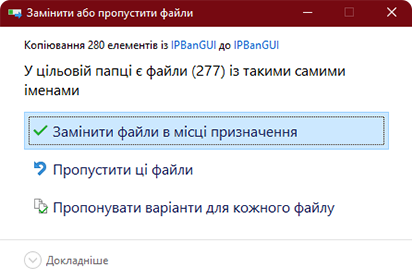 Замінити або пропустити файли
Копіювання 280 елементів із IPBanGUI до IPBanGUI
У цільовій папці є файли (277) із такими самими
іменами
Замінити файли в місці призначення
Пропустити ці файли
Пропонувати варіанти для кожного файлу
Докладніше